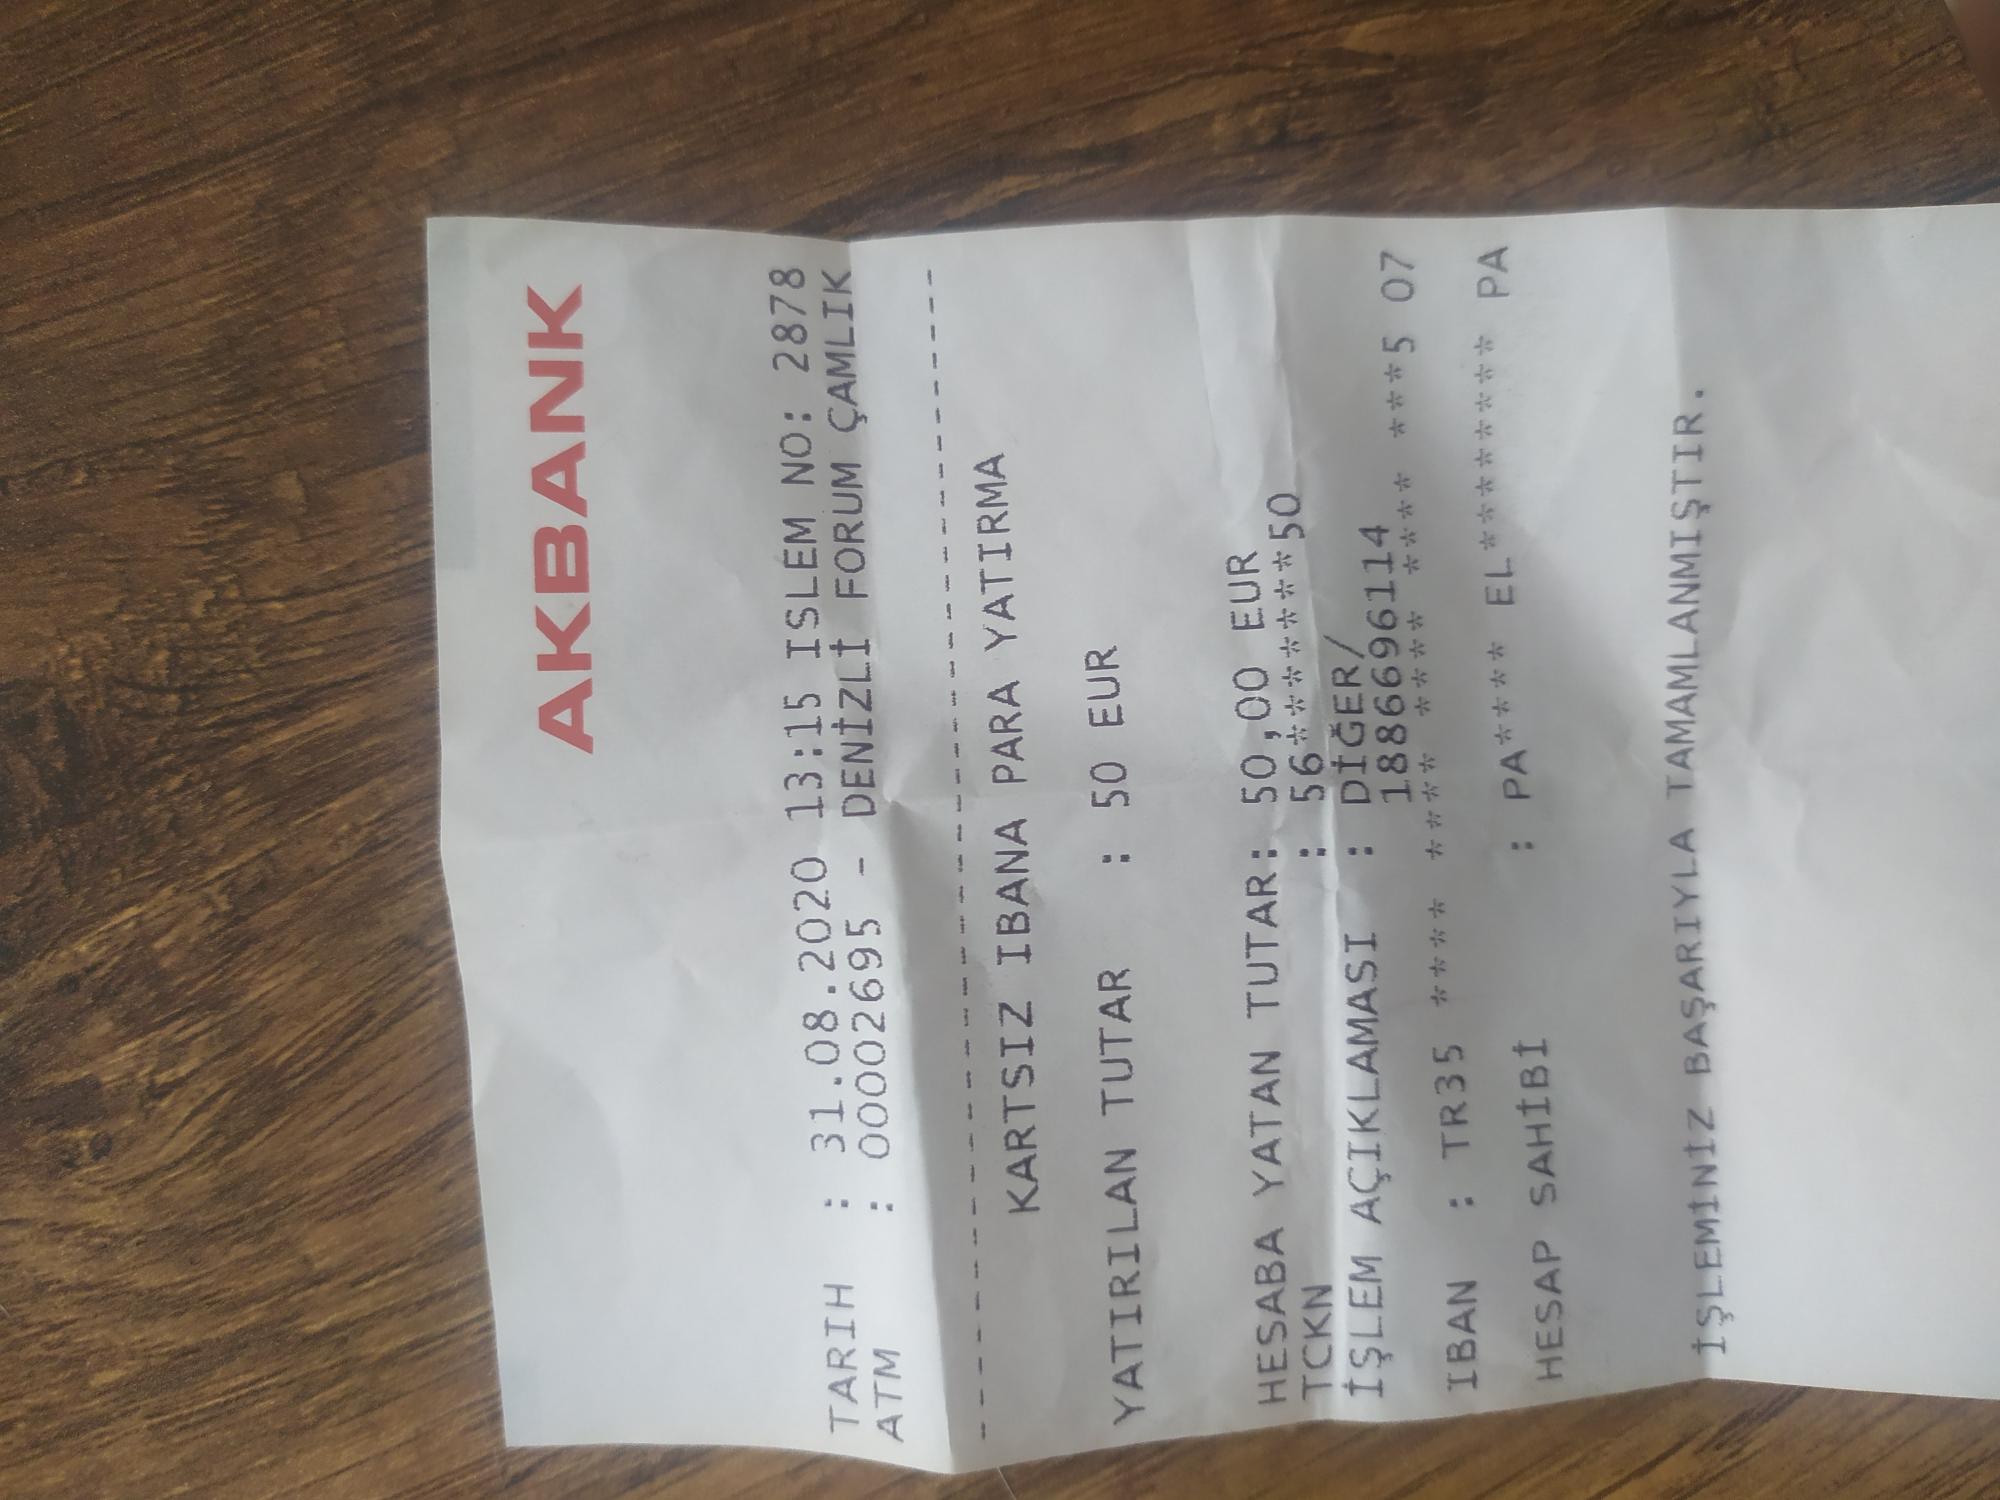 AKBANK
TARIH : 31.08.2020 13:15 ISLEM NO: 2878
ATM : 00002695 - DENİZLİ FORUM ÇAMLIK
--------------------------------------
KARTSIZ IBANA PARA YATIRMA
YATIRILAN TUTAR : 50 EUR
HESABA YATAN TUTAR: 50,00 EUR
TCKN : 56*******50
İŞLEM AÇIKLAMASI : DİĞER/
18866996114
IBAN : TR35 **** **** **** **** ***5 07
HESAP SAHİBİ : PA**** EL********* PA
İŞLEMİNİZ BAŞARIYLA TAMAMLANMIŞTIR.